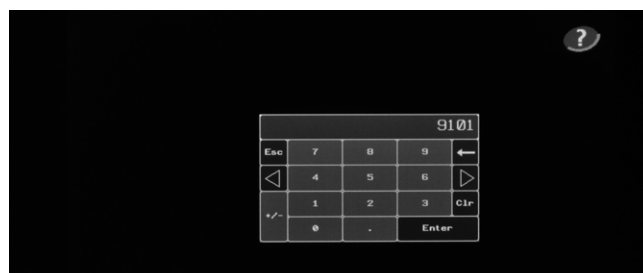 ?
9101
Esc 7 8 9 ←
◁ 4 5 6 ▷
+/- 1 2 3 Clr
0 . Enter